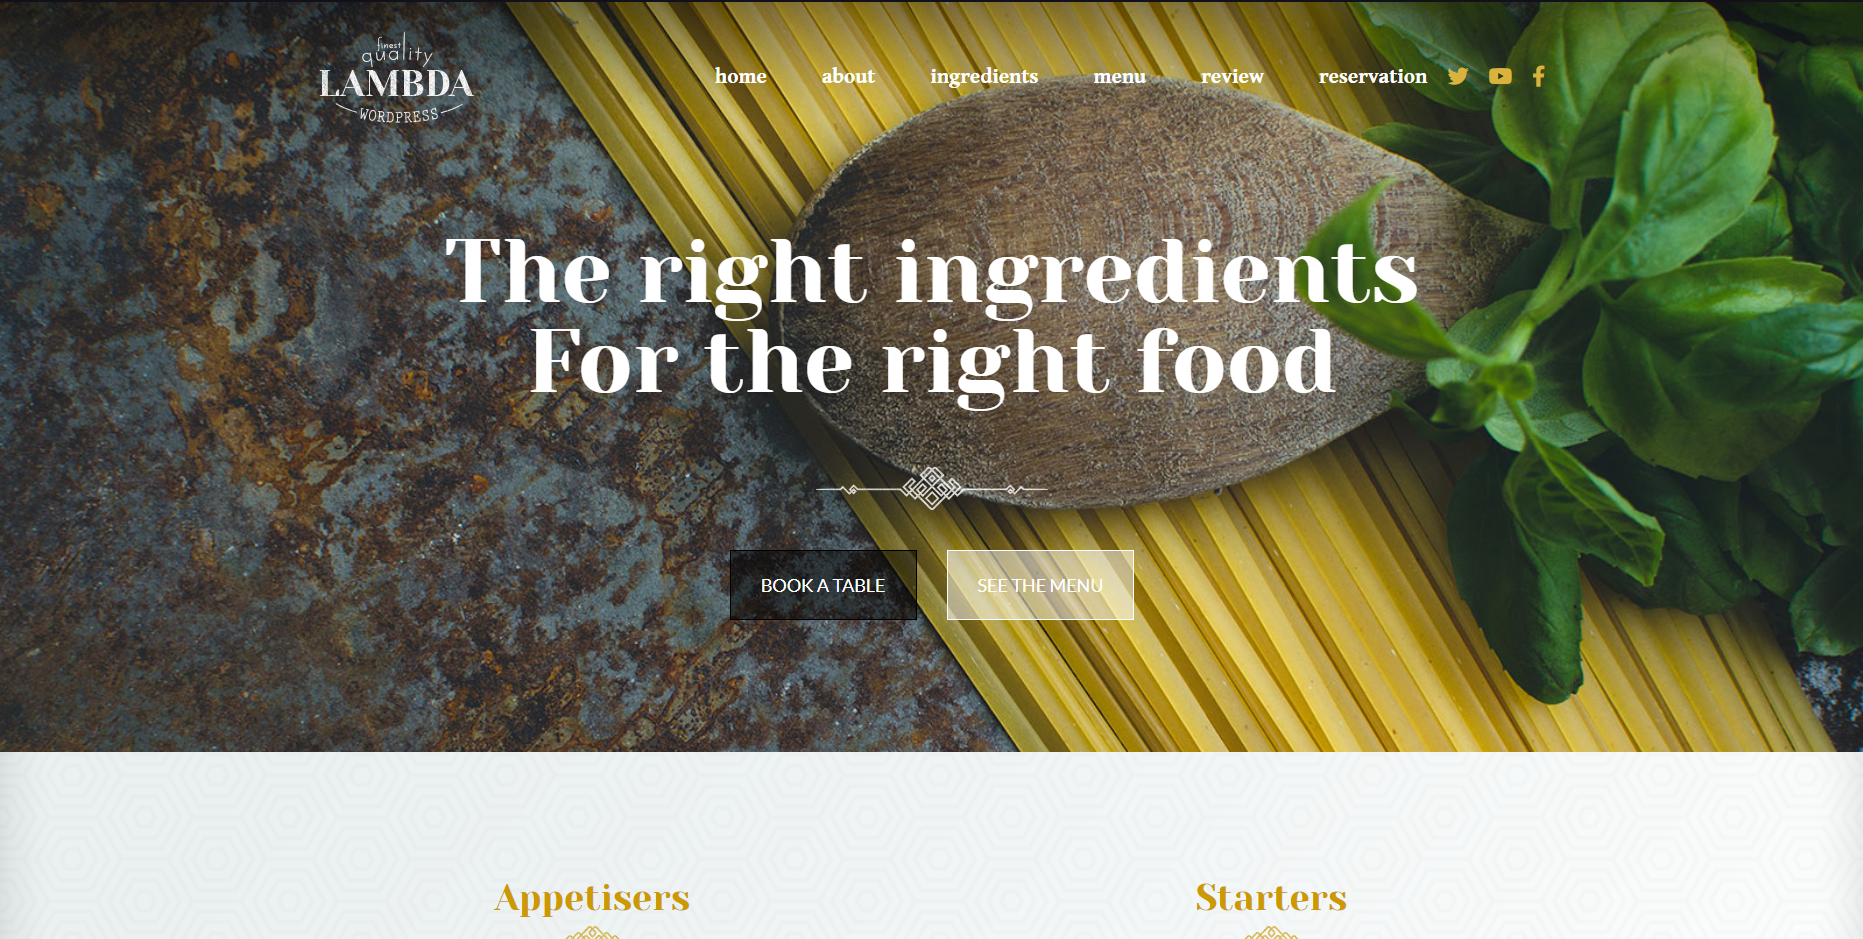 finest
quality
LAMBDA
WORDPRESS
home about ingredients menu review reservation
The right ingredients
For the right food
BOOK A TABLE SEE THE MENU
Appetisers Starters